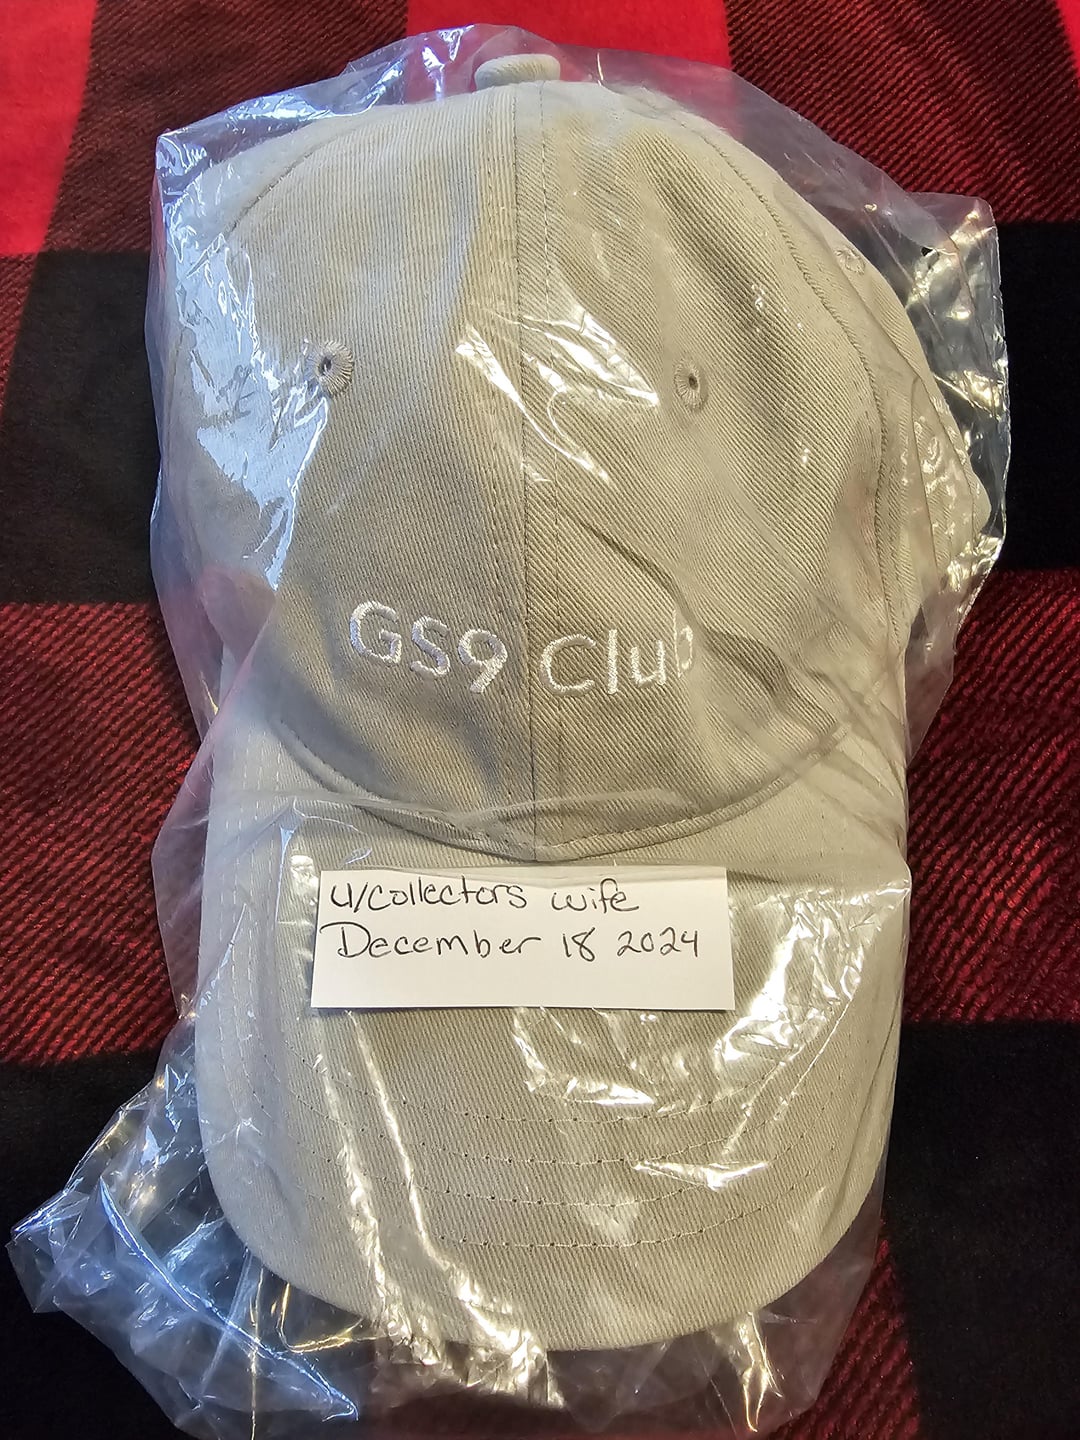 GS9 Club
u/collectors wife
December 18 2024